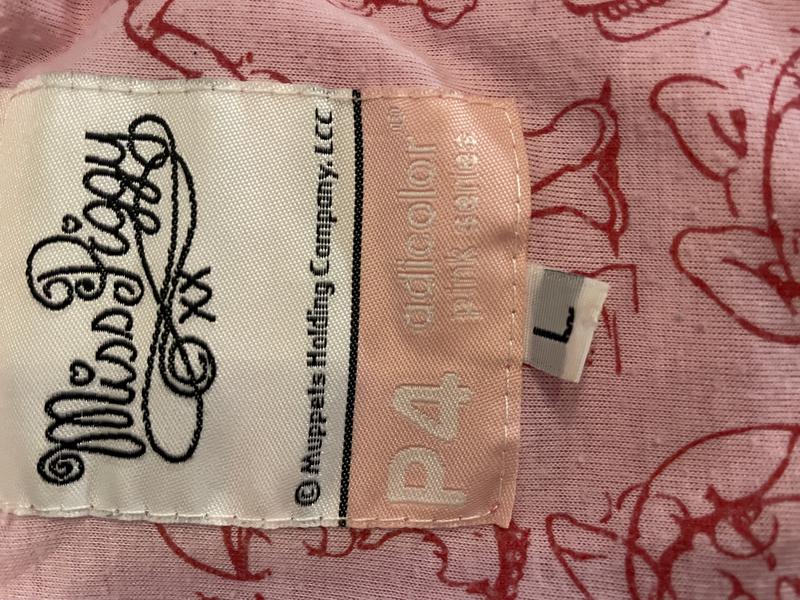 Miss Piggy
xx
© Muppets Holding Company, LCC
P4
adicolor
pink series
L